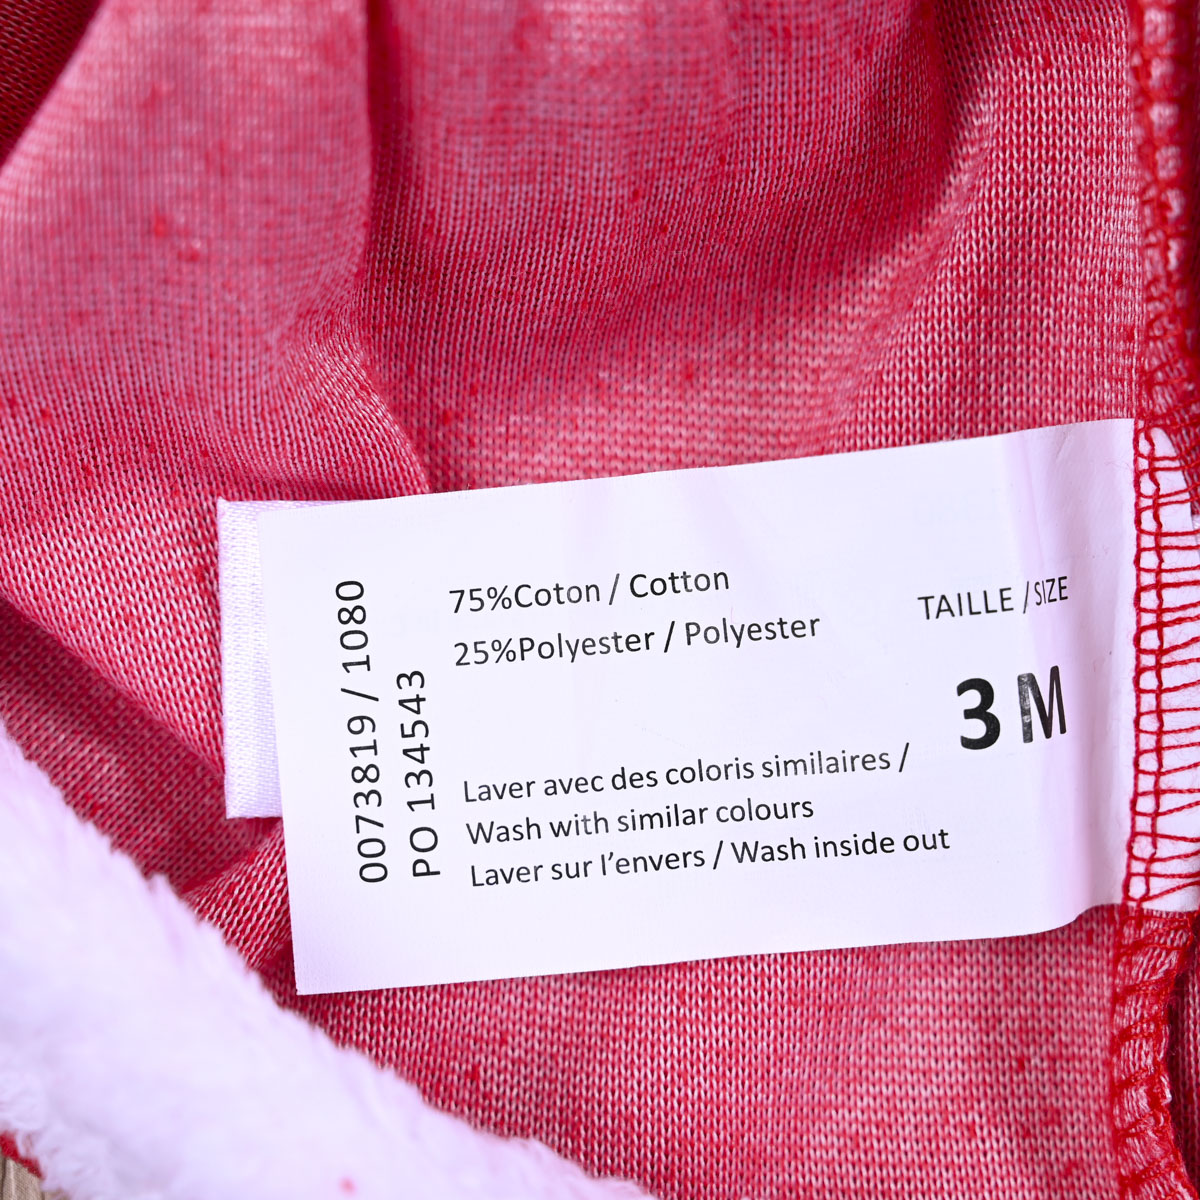 0073819 / 1080
PO 134543
75%Coton / Cotton
25%Polyester / Polyester
TAILLE / SIZE
3 M
Laver avec des coloris similaires /
Wash with similar colours
Laver sur l'envers / Wash inside out